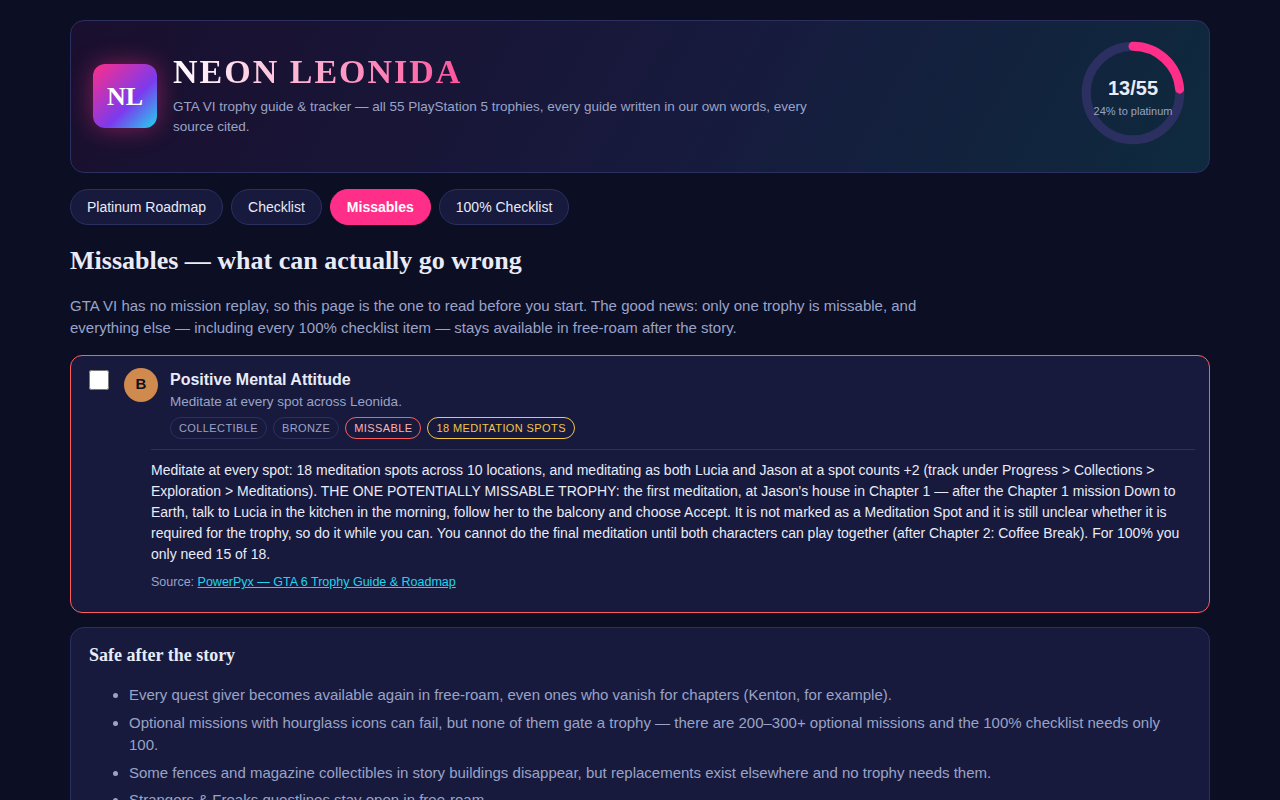 NL
NEON LEONIDA
GTA VI trophy guide & tracker — all 55 PlayStation 5 trophies, every guide written in our own words, every
source cited.
13/55
24% to platinum
Platinum Roadmap
Checklist
Missables
100% Checklist
Missables — what can actually go wrong
GTA VI has no mission replay, so this page is the one to read before you start. The good news: only one trophy is missable, and
everything else — including every 100% checklist item — stays available in free-roam after the story.
B
Positive Mental Attitude
Meditate at every spot across Leonida.
COLLECTIBLE
BRONZE
MISSABLE
18 MEDITATION SPOTS
Meditate at every spot: 18 meditation spots across 10 locations, and meditating as both Lucia and Jason at a spot counts +2 (track under Progress > Collections >
Exploration > Meditations). THE ONE POTENTIALLY MISSABLE TROPHY: the first meditation, at Jason's house in Chapter 1 — after the Chapter 1 mission Down to
Earth, talk to Lucia in the kitchen in the morning, follow her to the balcony and choose Accept. It is not marked as a Meditation Spot and it is still unclear whether it is
required for the trophy, so do it while you can. You cannot do the final meditation until both characters can play together (after Chapter 2: Coffee Break). For 100% you
only need 15 of 18.
Source: PowerPyx — GTA 6 Trophy Guide & Roadmap
Safe after the story
• Every quest giver becomes available again in free-roam, even ones who vanish for chapters (Kenton, for example).
• Optional missions with hourglass icons can fail, but none of them gate a trophy — there are 200–300+ optional missions and the 100% checklist needs only
100.
• Some fences and magazine collectibles in story buildings disappear, but replacements exist elsewhere and no trophy needs them.
• Strangers & Freaks questlines stay open in free-roam.